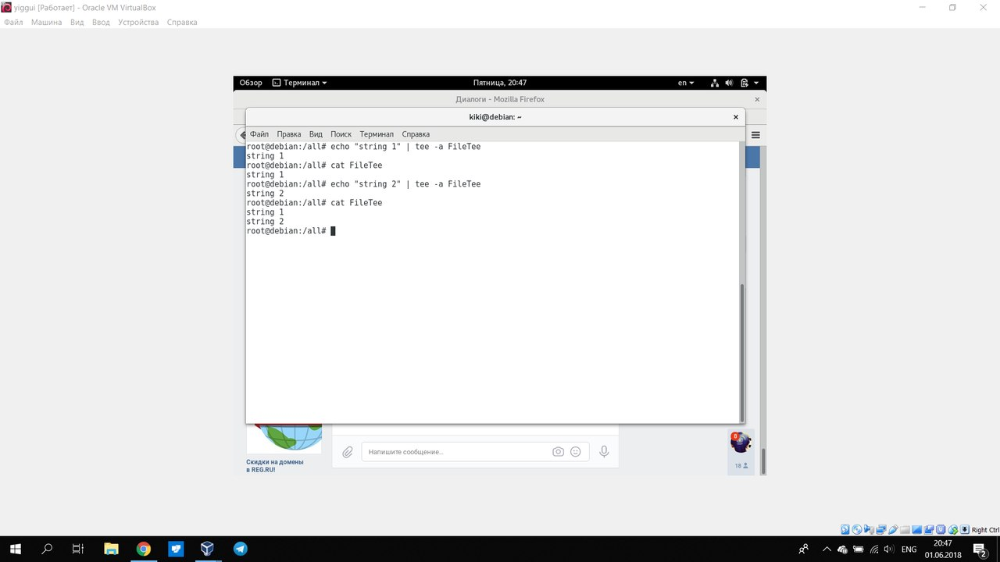 yiggui [Работает] - Oracle VM VirtualBox
Файл Машина Вид Ввод Устройства Справка
Обзор Терминал Пятница, 20:47 en
Диалоги - Mozilla Firefox
kiki@debian: ~
Файл Правка Вид Поиск Терминал Справка
root@debian:/all# echo "string 1" | tee -a FileTee
string 1
root@debian:/all# cat FileTee
string 1
root@debian:/all# echo "string 2" | tee -a FileTee
string 2
root@debian:/all# cat FileTee
string 1
string 2
root@debian:/all#
Напишите сообщение...
8
18
Скидки на домены
в REG.RU!
Right Ctrl
ENG
20:47
01.06.2018
2